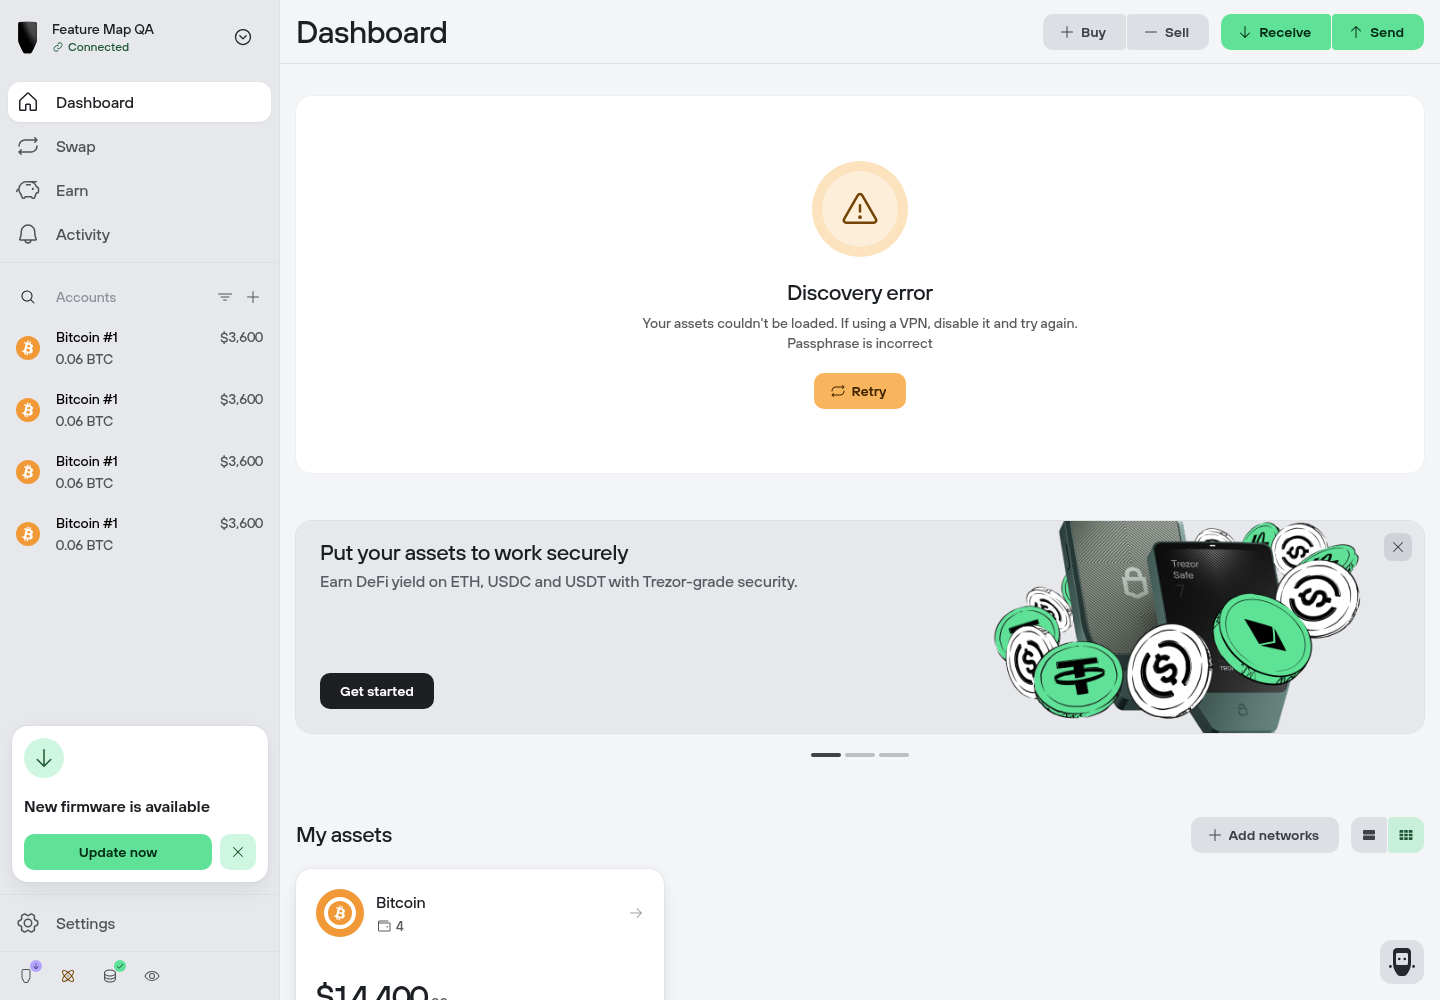 Feature Map QA
Connected
Dashboard
Swap
Earn
Activity
Accounts
Bitcoin #1
$3,600
0.06 BTC
Bitcoin #1
$3,600
0.06 BTC
Bitcoin #1
$3,600
0.06 BTC
Bitcoin #1
$3,600
0.06 BTC
New firmware is available
Update now
Settings
Dashboard
Buy
Sell
Receive
Send
Discovery error
Your assets couldn't be loaded. If using a VPN, disable it and try again.
Passphrase is incorrect
Retry
Put your assets to work securely
Earn DeFi yield on ETH, USDC and USDT with Trezor-grade security.
Get started
Trezor
Safe
7
My assets
Add networks
Bitcoin
4
$14,400